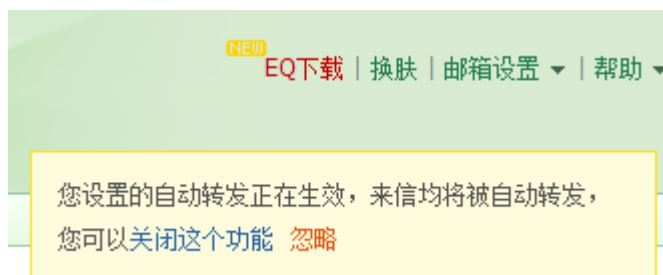 NEW
EQ下载 | 换肤 | 邮箱设置 | 帮助
您设置的自动转发正在生效，来信均将被自动转发，
您可以关闭这个功能 忽略